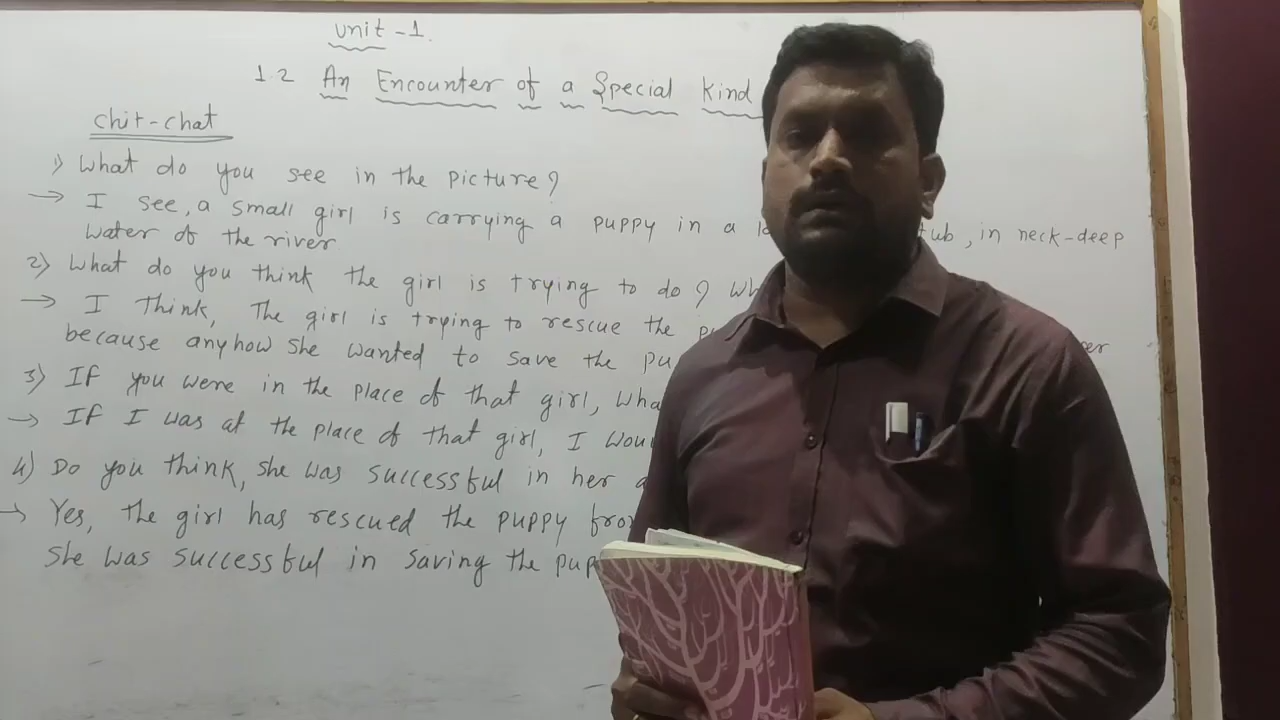 Unit-1.
1.2 An Encounter of a Special Kind
Chit-chat
1) What do you see in the picture?
→ I see, a small girl is carrying a puppy in a tub, in neck-deep
water of the river
2) What do you think the girl is trying to do?
→ I think, The girl is trying to rescue the
because anyhow she wanted to save the
3) If you were in the place of that girl,
→ If I was at the place of that girl, I
4) Do you think, she was successful in her
→ Yes, the girl has rescued the puppy
She was successful in saving the